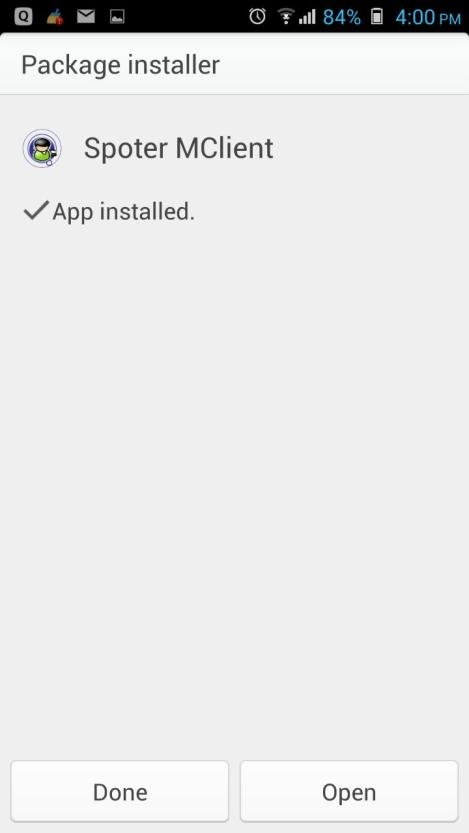 Q 84% 4:00 PM
Package installer
Spoter MClient
App installed.
Done Open